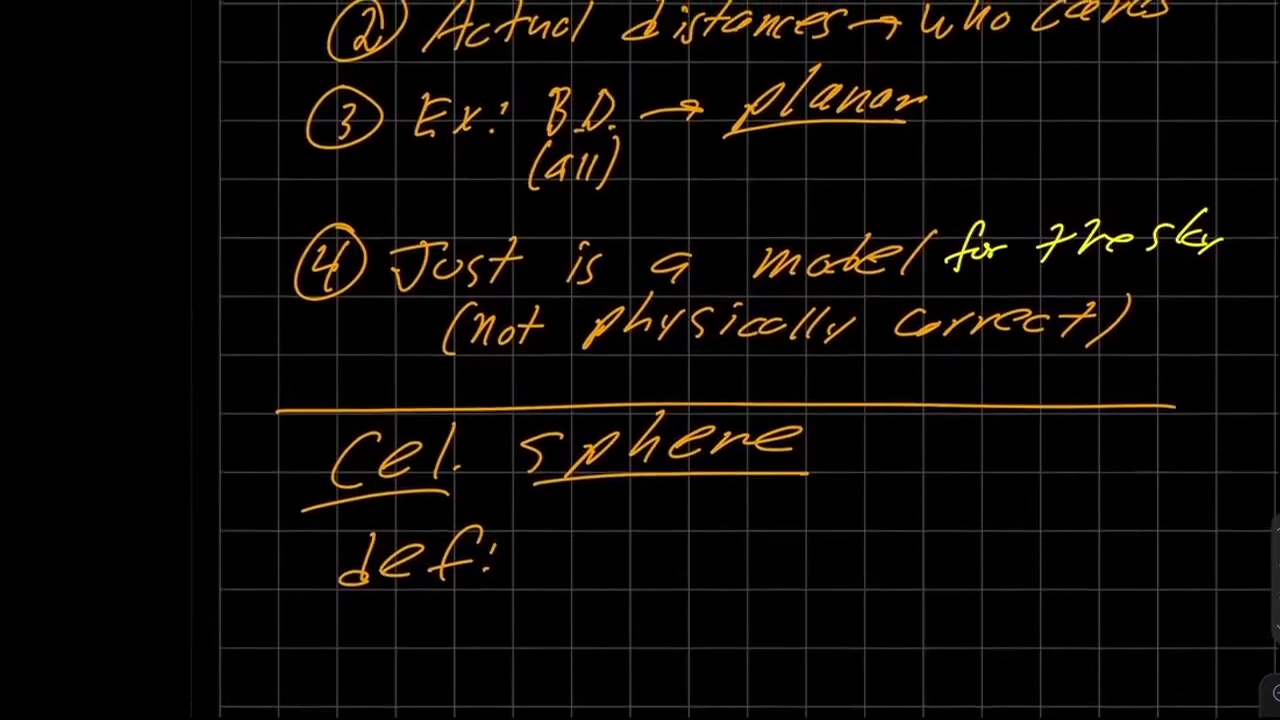 ② Actual distances → who cares
③ Ex: B.D. → planar
(all)
④ Just is a model for the sky
(not physically correct)
Cel. sphere
def: